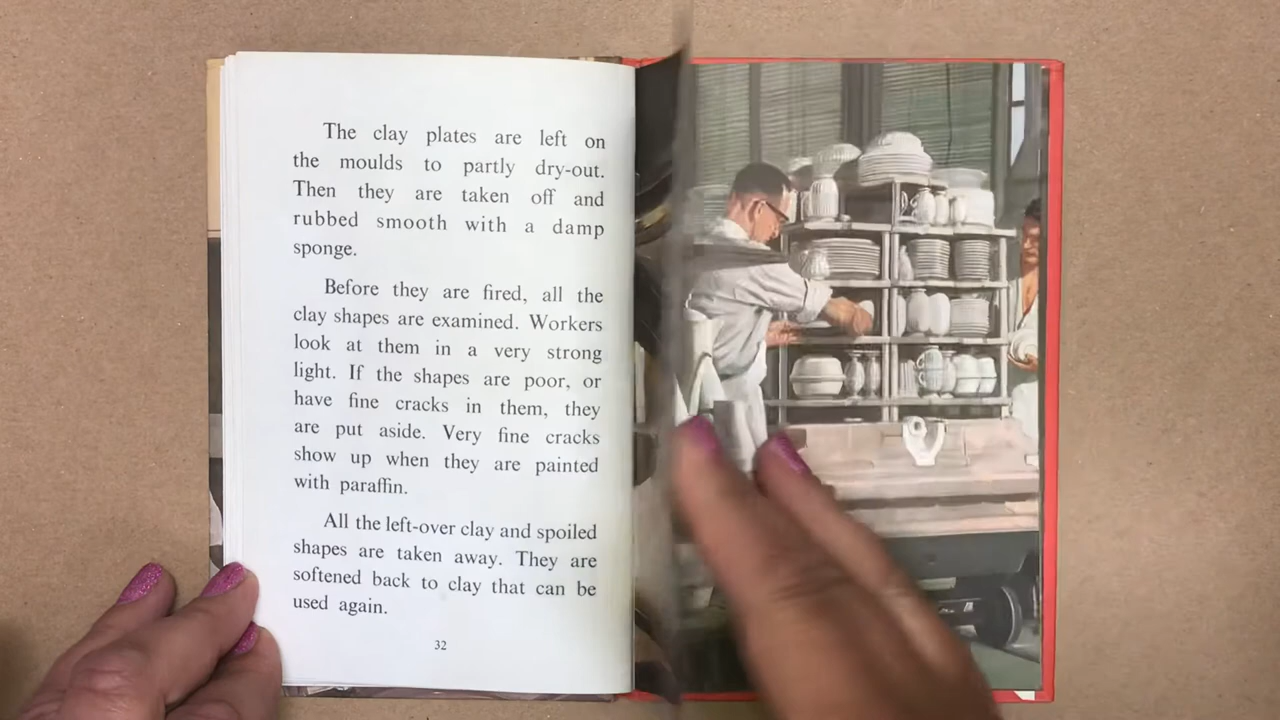 The clay plates are left on
the moulds to partly dry-out.
Then they are taken off and
rubbed smooth with a damp
sponge.
Before they are fired, all the
clay shapes are examined. Workers
look at them in a very strong
light. If the shapes are poor, or
have fine cracks in them, they
are put aside. Very fine cracks
show up when they are painted
with paraffin.
All the left-over clay and spoiled
shapes are taken away. They are
softened back to clay that can be
used again.
32